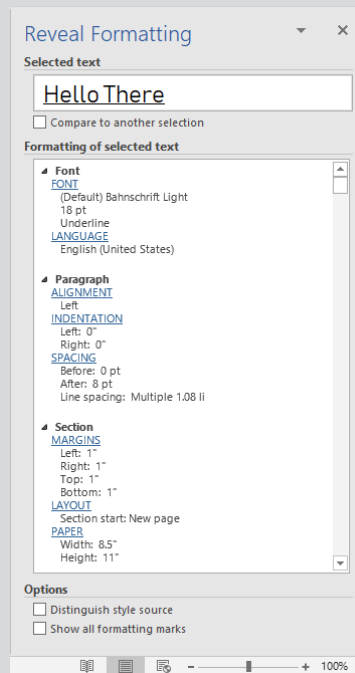 Reveal Formatting
Selected text
Hello There
Compare to another selection
Formatting of selected text
Font
FONT
(Default) Bahnschrift Light
18 pt
Underline
LANGUAGE
English (United States)
Paragraph
ALIGNMENT
Left
INDENTATION
Left: 0"
Right: 0"
SPACING
Before: 0 pt
After: 8 pt
Line spacing: Multiple 1.08 li
Section
MARGINS
Left: 1"
Right: 1"
Top: 1"
Bottom: 1"
LAYOUT
Section start: New page
PAPER
Width: 8.5"
Height: 11"
Options
Distinguish style source
Show all formatting marks
100%